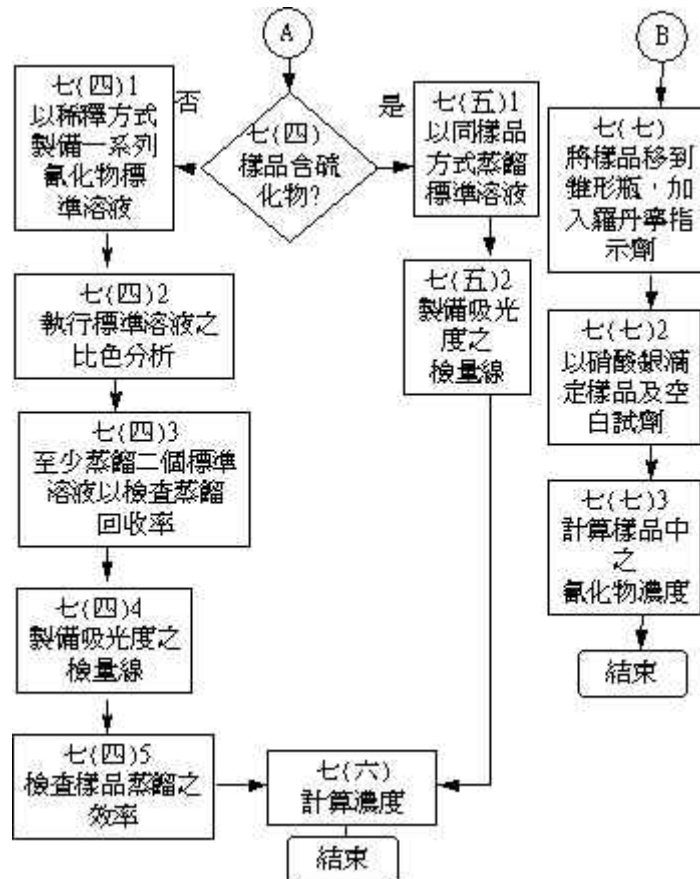 A
七(四)
樣品含硫
化物?
否
是
七(四)1
以稀釋方式
製備一系列
氰化物標
準溶液
七(四)2
執行標準溶液之
比色分析
七(四)3
至少蒸餾二個標準
溶液以檢查蒸餾
回收率
七(四)4
製備吸光度之
檢量線
七(四)5
檢查樣品蒸餾之
效率
七(五)1
以同樣品
方式蒸餾
標準溶液
七(五)2
製備吸光
度之
檢量線
七(六)
計算濃度
結束
B
七(七)
將樣品移到
錐形瓶，加
入羅丹寧指
示劑
七(七)2
以硝酸銀滴
定樣品及空
白試劑
七(七)3
計算樣品中
之
氰化物濃度
結束